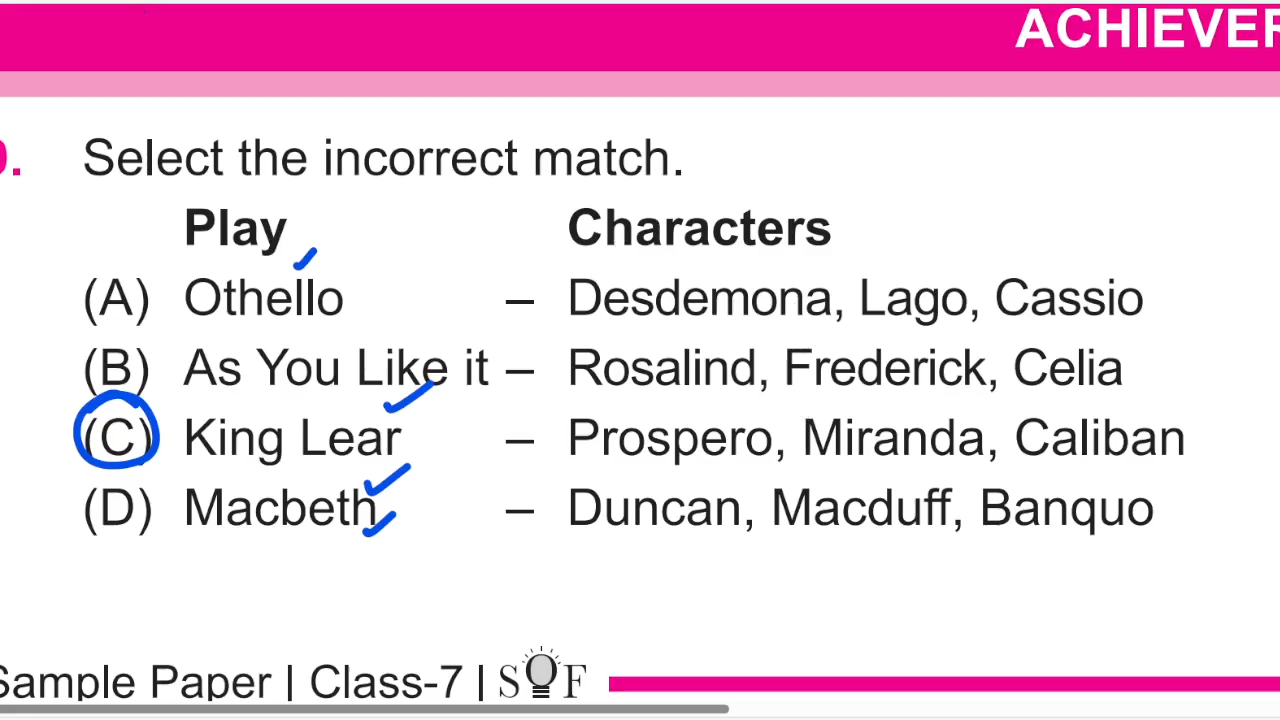 ACHIEVER
9.
Select the incorrect match.
Play Characters
(A) Othello – Desdemona, Lago, Cassio
(B) As You Like it – Rosalind, Frederick, Celia
(C) King Lear – Prospero, Miranda, Caliban
(D) Macbeth – Duncan, Macduff, Banquo
Sample Paper | Class-7 | SOF